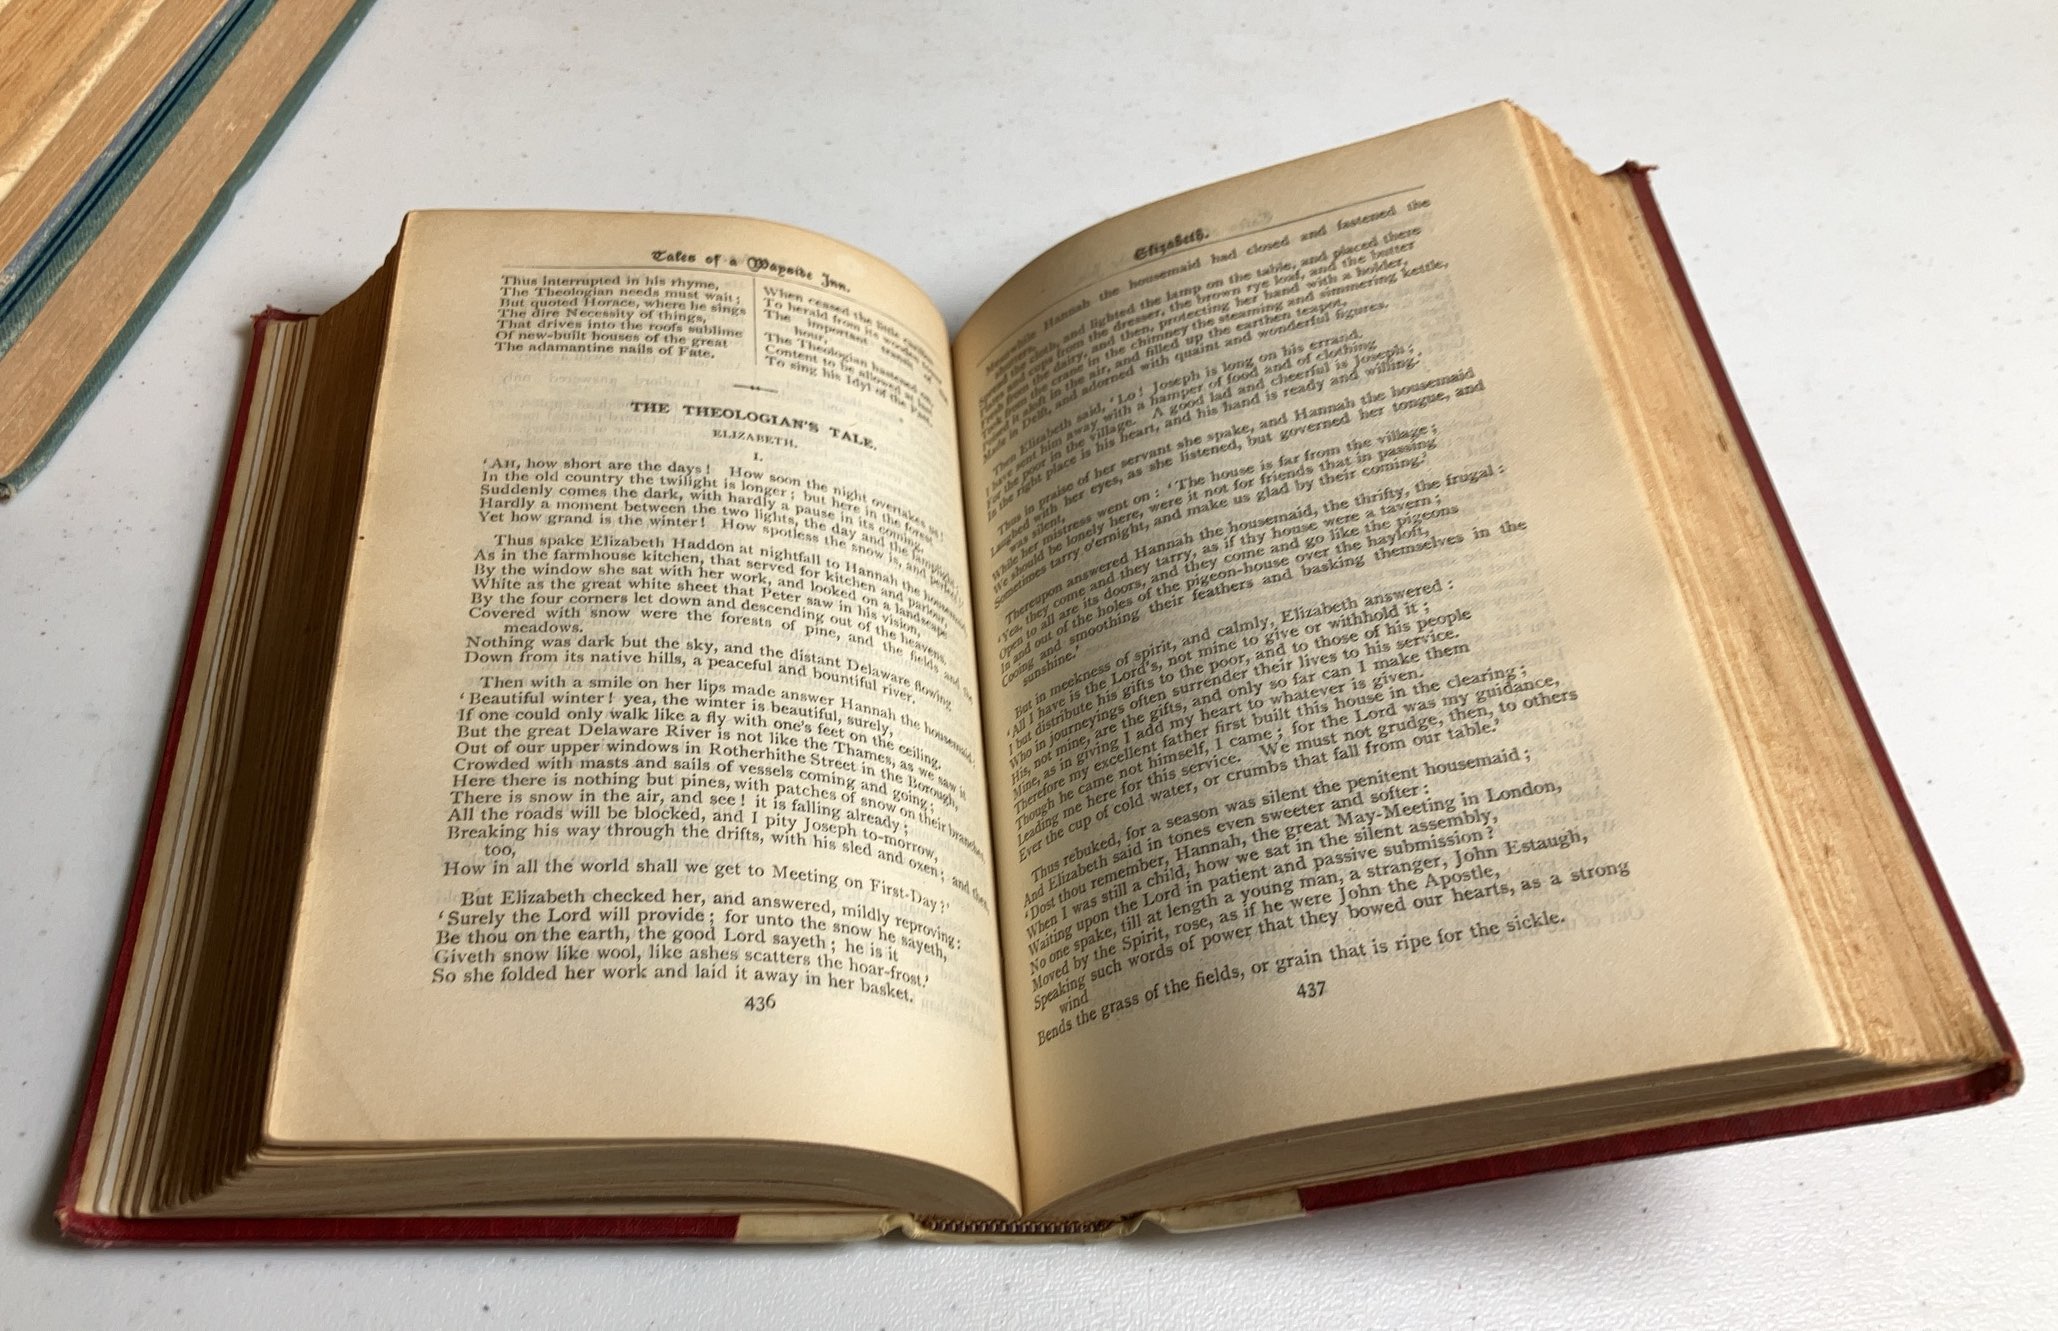 Tales of a Wayside Inn.
Thus interrupted in his rhyme,
The Theologian needs must wait;
But quoted Horace, where he sings
The dire Necessity of things,
That drives into the roofs sublime
Of new-built houses of the great
The adamantine nails of Fate.
When ceased the little carillon
To herald from its wooden tower
The important transit of the
hour,
The Theologian hastened on,
Content to be allowed at last
To sing his Idyl of the Past.
THE THEOLOGIAN'S TALE.
ELIZABETH.
I.
'AH, how short are the days! How soon the night overtakes us!
In the old country the twilight is longer; but here in the forest
Suddenly comes the dark, with hardly a pause in its coming,
Hardly a moment between the two lights, the day and the lamplight;
Yet how grand is the winter! How spotless the snow is, and perfect!'
Thus spake Elizabeth Haddon at nightfall to Hannah the housemaid,
As in the farmhouse kitchen, that served for kitchen and parlour,
By the window she sat with her work, and looked on a landscape
White as the great white sheet that Peter saw in his vision,
By the four corners let down and descending out of the heavens.
Covered with snow were the forests of pine, and the fields and the
meadows.
Nothing was dark but the sky, and the distant Delaware flowing
Down from its native hills, a peaceful and bountiful river.
Then with a smile on her lips made answer Hannah the housemaid:
'Beautiful winter! yea, the winter is beautiful, surely,
If one could only walk like a fly with one's feet on the ceiling.
But the great Delaware River is not like the Thames, as we saw it
Out of our upper windows in Rotherhithe Street in the Borough,
Crowded with masts and sails of vessels coming and going;
Here there is nothing but pines, with patches of snow on their branches.
There is snow in the air, and see! it is falling already;
All the roads will be blocked, and I pity Joseph to-morrow,
Breaking his way through the drifts, with his sled and oxen; and then,
too,
How in all the world shall we get to Meeting on First-Day?'
But Elizabeth checked her, and answered, mildly reproving:
'Surely the Lord will provide; for unto the snow he sayeth,
Be thou on the earth, the good Lord sayeth; he is it
Giveth snow like wool, like ashes scatters the hoar-frost.'
So she folded her work and laid it away in her basket.
436
Elizabeth.
Meanwhile Hannah the housemaid had closed and fastened the
shutters,
Spread the cloth, and lighted the lamp on the table, and placed there
Plates and cups from the dresser, the brown rye loaf, and the butter
Fresh from the dairy, and then, protecting her hand with a holder,
Took from the crane in the chimney the steaming and simmering kettle,
Poised it aloft in the air, and filled up the earthen teapot,
Made in Delft, and adorned with quaint and wonderful figures.
Then Elizabeth said, 'Lo! Joseph is long on his errand.
I have sent him away with a hamper of food and of clothing
For the poor in the village. A good lad and cheerful is Joseph;
In the right place is his heart, and his hand is ready and willing.'
Thus in praise of her servant she spake, and Hannah the housemaid
Laughed with her eyes, as she listened, but governed her tongue, and
was silent,
While her mistress went on: 'The house is far from the village;
We should be lonely here, were it not for friends that in passing
Sometimes tarry o'ernight, and make us glad by their coming.'
Thereupon answered Hannah the housemaid, the thrifty, the frugal:
'Yea, they come and they tarry, as if thy house were a tavern;
Open to all are its doors, and they come and go like the pigeons
In and out of the holes of the pigeon-house over the hayloft,
Cooing and smoothing their feathers and basking themselves in the
sunshine.'
But in meekness of spirit, and calmly, Elizabeth answered:
'All I have is the Lord's, not mine to give or withhold it;
I but distribute his gifts to the poor, and to those of his people
Who in journeyings often surrender their lives to his service.
His, not mine, are the gifts, and only so far can I make them
Mine, as in giving I add my heart to whatever is given.
Therefore my excellent father first built this house in the clearing;
Though he came not himself, I came; for the Lord was my guidance,
Leading me here for this service. We must not grudge, then, to others
Ever the cup of cold water, or crumbs that fall from our table.'
Thus rebuked, for a season was silent the penitent housemaid;
And Elizabeth said in tones even sweeter and softer:
'Dost thou remember, Hannah, the great May-Meeting in London,
When I was still a child, how we sat in the silent assembly,
Waiting upon the Lord in patient and passive submission?
No one spake, till at length a young man, a stranger, John Estaugh,
Moved by the Spirit, rose, as if he were John the Apostle,
Speaking such words of power that they bowed our hearts, as a strong
wind
Bends the grass of the fields, or grain that is ripe for the sickle.
437